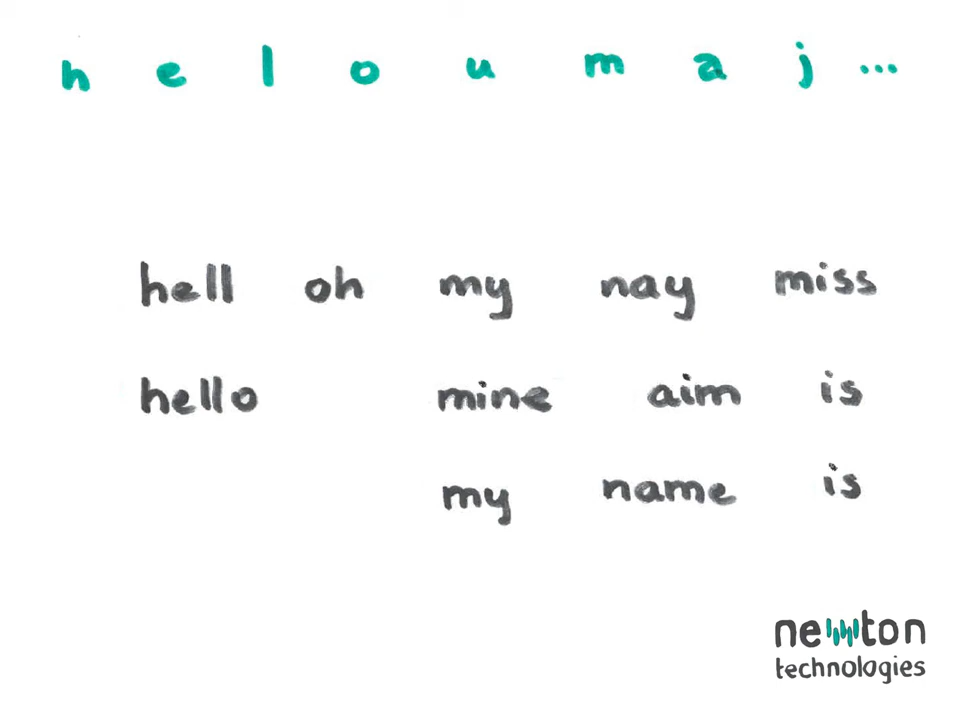 h e l o u m a j ...
hell oh my nay miss
hello mine aim is
my name is
newton
technologies